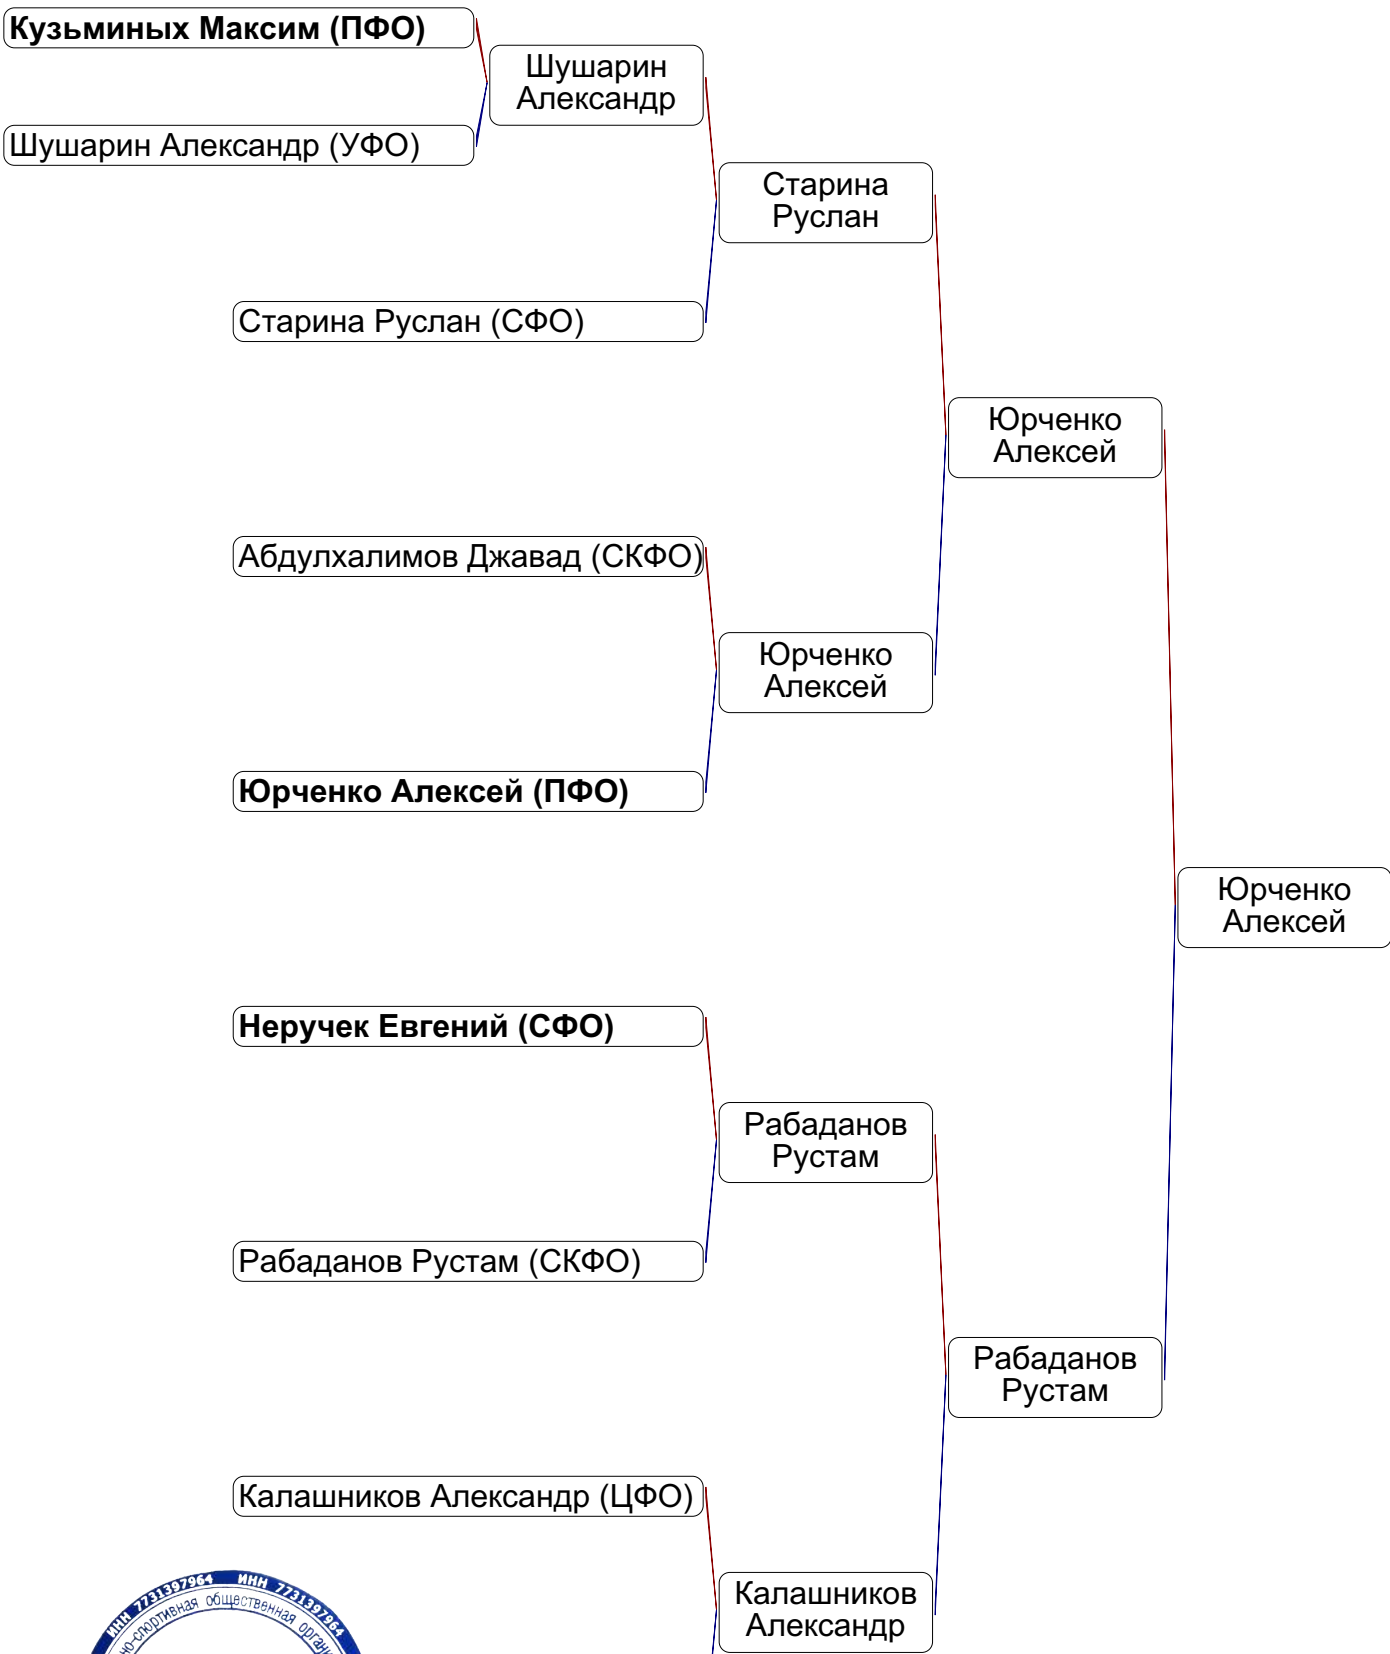 Кузьминых Максим (ПФО)
Шушарин
Александр
Шушарин Александр (УФО)
Старина
Руслан
Старина Руслан (СФО)
Юрченко
Алексей
Абдулхалимов Джавад (СКФО)
Юрченко
Алексей
Юрченко Алексей (ПФО)
Юрченко
Алексей
Неручек Евгений (СФО)
Рабаданов
Рустам
Рабаданов Рустам (СКФО)
Рабаданов
Рустам
Калашников Александр (ЦФО)
Калашников
Александр
ИНН 7731397964 ИНН 7731397964
но-спортивная общественная органи